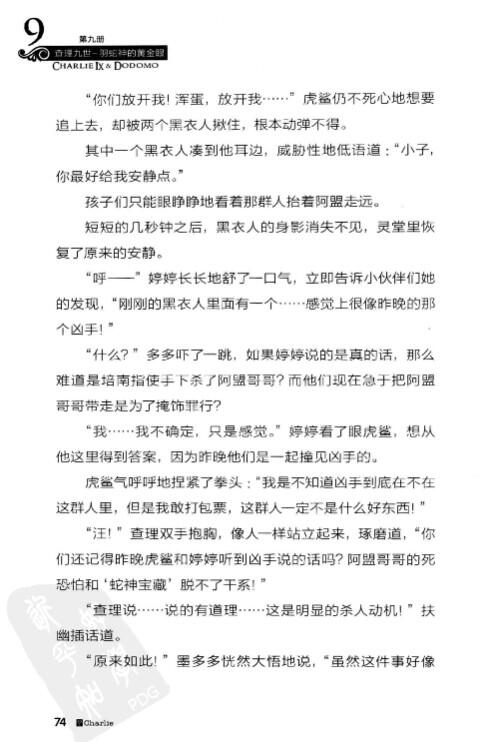 9
第九册
查理九世-羽蛇神的黄金眼
CHARLIE IX & DODOMO
“你们放开我！浑蛋，放开我……”虎鲨仍不死心地想要
追上去，却被两个黑衣人揪住，根本动弹不得。
其中一个黑衣人凑到他耳边，威胁性地低语道：“小子，
你最好给我安静点。”
孩子们只能眼睁睁地看着那群人抬着阿盟走远。
短短的几秒钟之后，黑衣人的身影消失不见，灵堂里恢
复了原来的安静。
“呼——”婷婷长长地舒了一口气，立即告诉小伙伴们她
的发现，“刚刚的黑衣人里面有一个……感觉上很像昨晚的那
个凶手！”
“什么？”多多吓了一跳，如果婷婷说的是真的话，那么
难道是培南指使手下杀了阿盟哥哥？而他们现在急于把阿盟
哥哥带走是为了掩饰罪行？
“我……我不确定，只是感觉。”婷婷看了眼虎鲨，想从
他这里得到答案，因为昨晚他们是一起撞见凶手的。
虎鲨气呼呼地捏紧了拳头：“我是不知道凶手到底在不在
这群人里，但是我敢打包票，这群人一定不是什么好东西！”
“汪！”查理双手抱胸，像人一样站立起来，琢磨道，“你
们还记得昨晚虎鲨和婷婷听到凶手说的话吗？阿盟哥哥的死
恐怕和‘蛇神宝藏’脱不了干系！”
“查理说……说的有道理……这是明显的杀人动机！”扶
幽插话道。
“原来如此！”墨多多恍然大悟地说，“虽然这件事好像
PDG
74 Charlie